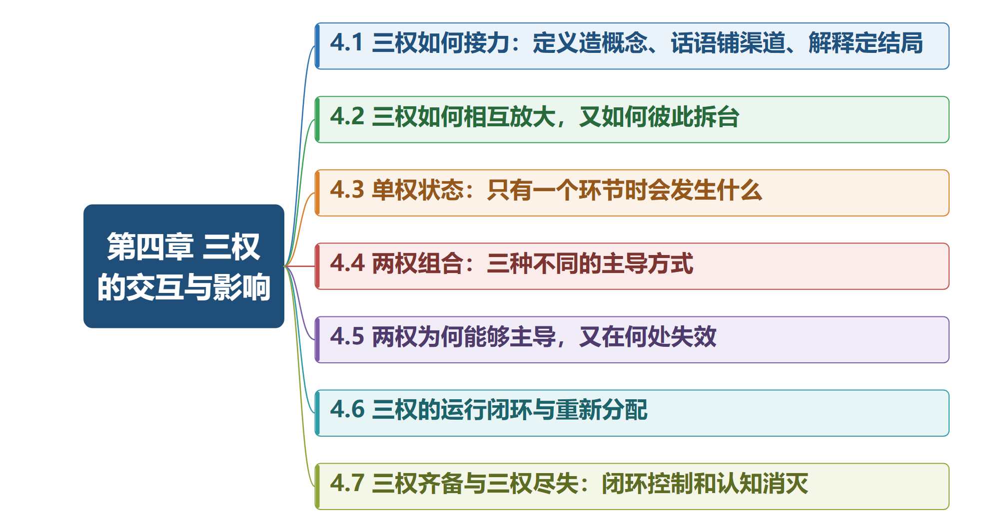 第四章 三权
的交互与影响
4.1 三权如何接力：定义造概念、话语铺渠道、解释定结局
4.2 三权如何相互放大，又如何彼此拆台
4.3 单权状态：只有一个环节时会发生什么
4.4 两权组合：三种不同的主导方式
4.5 两权为何能够主导，又在何处失效
4.6 三权的运行闭环与重新分配
4.7 三权齐备与三权尽失：闭环控制和认知消灭